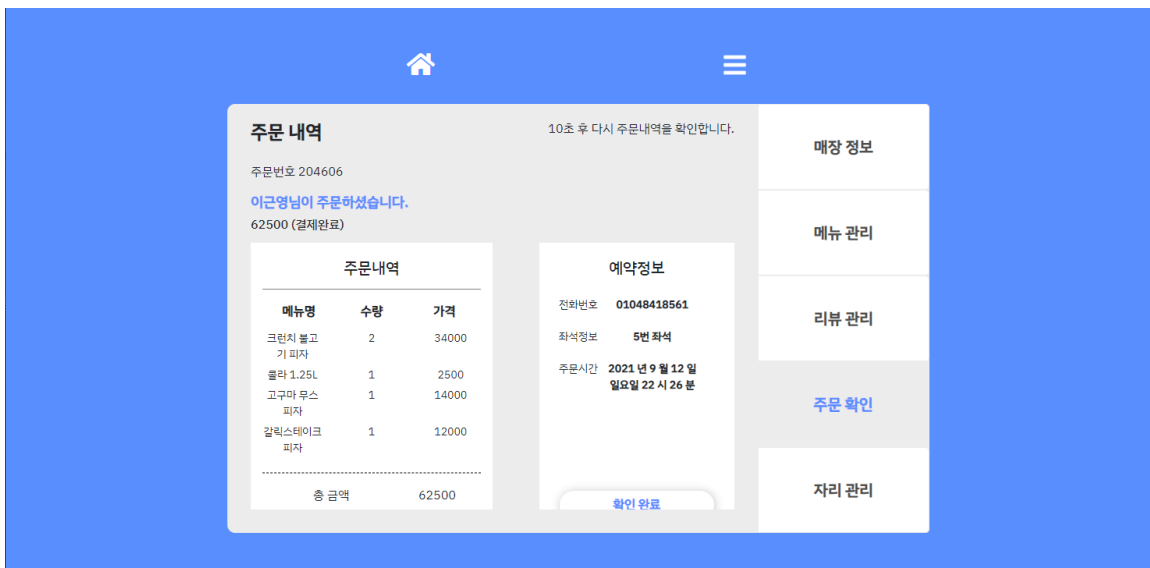 주문 내역
10초 후 다시 주문내역을 확인합니다.
주문번호 204606
이근영님이 주문하셨습니다.
62500 (결제완료)
주문내역
메뉴명 수량 가격
크런치 불고 2 34000
기 피자
콜라 1.25L 1 2500
고구마 무스 1 14000
피자
갈릭스테이크 1 12000
피자
총 금액 62500
예약정보
전화번호 01048418561
좌석정보 5번 좌석
주문시간 2021 년 9 월 12 일
일요일 22 시 26 분
확인 완료
매장 정보
메뉴 관리
리뷰 관리
주문 확인
자리 관리